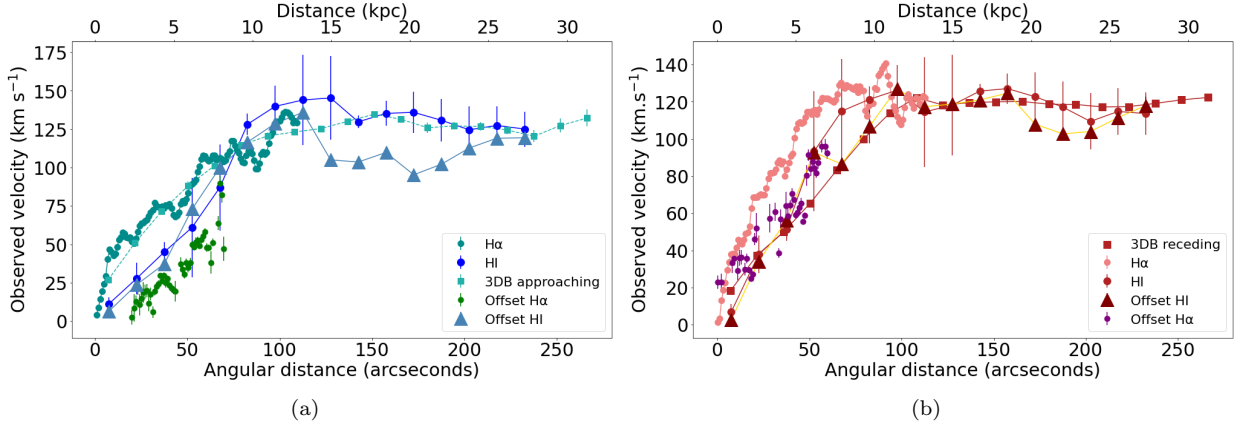 Distance (kpc)
0 5 10 15 20 25 30
175
150
125
100
75
50
25
0
Observed velocity (km s⁻¹)
Hα
HI
3DB approaching
Offset Hα
Offset HI
0 50 100 150 200 250
Angular distance (arcseconds)
(a)
Distance (kpc)
0 5 10 15 20 25 30
140
120
100
80
60
40
20
0
Observed velocity (km s⁻¹)
3DB receding
Hα
HI
Offset HI
Offset Hα
0 50 100 150 200 250
Angular distance (arcseconds)
(b)